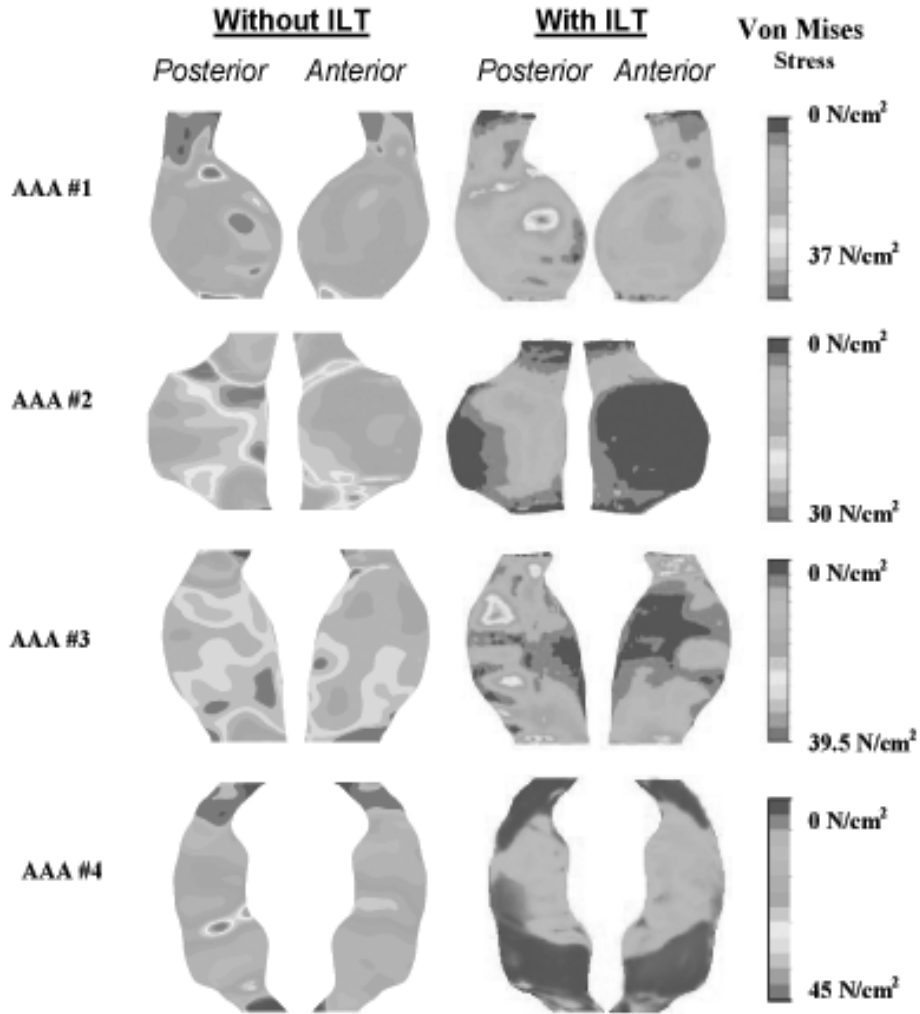 Without ILT
With ILT
Von Mises
Stress
Posterior
Anterior
Posterior
Anterior
AAA #1
0 N/cm²
37 N/cm²
AAA #2
0 N/cm²
30 N/cm²
AAA #3
0 N/cm²
39.5 N/cm²
AAA #4
0 N/cm²
45 N/cm²